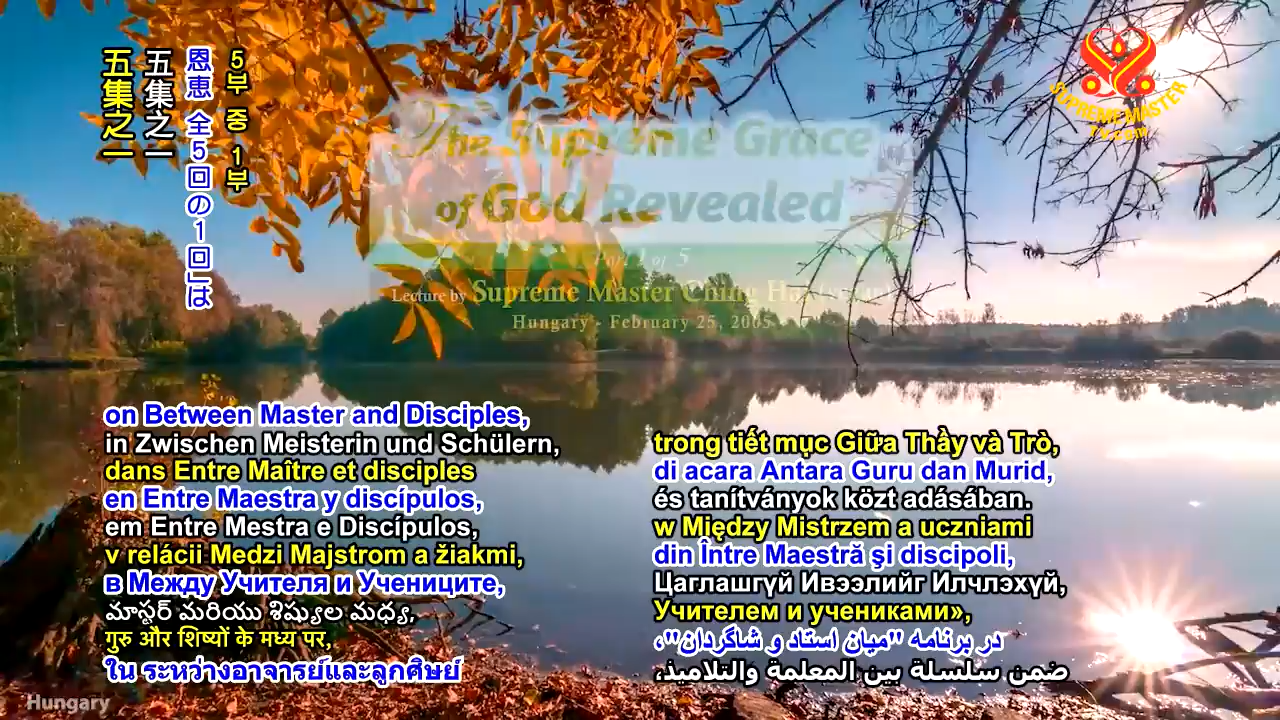 5부 중 1부
恩惠 全5回の1回」は
五集之一
五集之一
SUPREME MASTER
TV.com
The Supreme Grace
of God Revealed
Part 1 of 5
Lecture by Supreme Master Ching Hai
Hungary - February 25, 2005
on Between Master and Disciples,
in Zwischen Meisterin und Schülern,
dans Entre Maître et disciples
en Entre Maestra y discípulos,
em Entre Mestra e Discípulos,
v relácii Medzi Majstrom a žiakmi,
в Между Учителя и Учениците,
మాస్టర్ మరియు శిష్యుల మధ్య,
गुरु और शिष्यों के मध्य पर,
ใน ระหว่างอาจารย์และลูกศิษย์
trong tiết mục Giữa Thầy và Trò,
di acara Antara Guru dan Murid,
és tanítványok közt adásában.
w Między Mistrzem a uczniami
din Între Maestră şi discipoli,
Цаглашгүй Ивээлийг Илчлэхүй,
Учителем и учениками»,
در برنامه "میان استاد و شاگردان"،
ضمن سلسلة بين المعلمة والتلاميذ،
Hungary